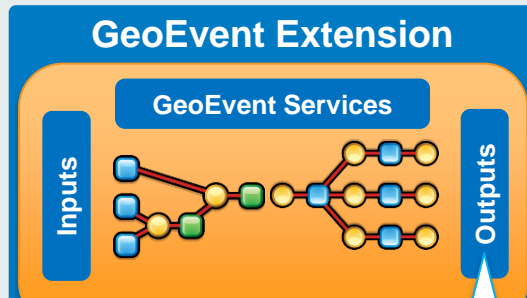 GeoEvent Extension
GeoEvent Services
Inputs
Outputs